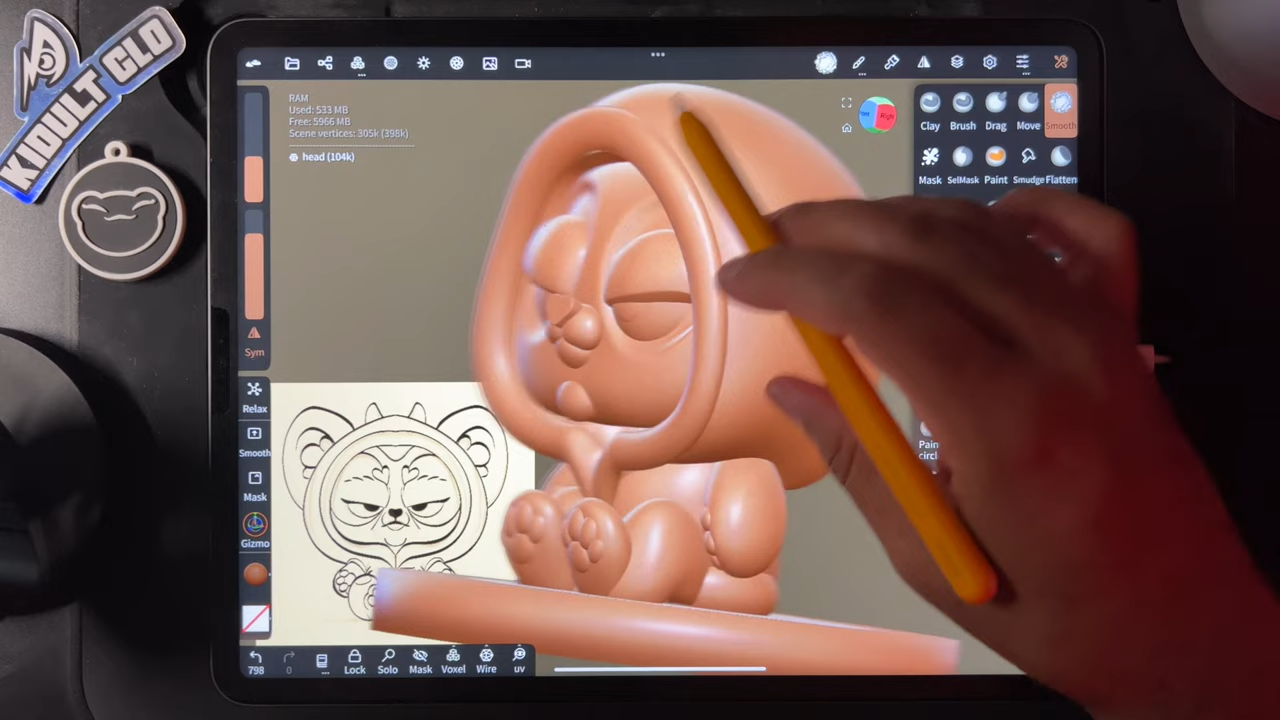 KIDULT CLO
RAM
Used: 533 MB
Free: 5966 MB
Scene vertices: 305k (398k)
head (104k)
Right
Clay
Brush
Drag
Move
Smooth
Mask
SelMask
Paint
Smudge
Flatten
Sym
Relax
Smooth
Mask
Gizmo
798
0
Lock
Solo
Mask
Voxel
Wire
uv